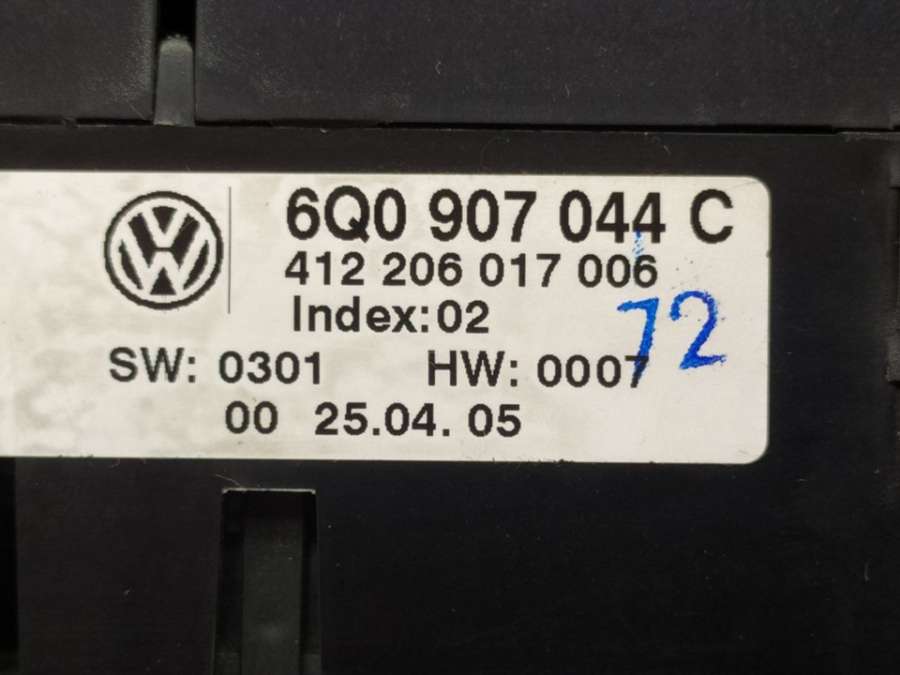 6Q0 907 044 C
412 206 017 006
Index:02
72
SW: 0301 HW: 0007
00 25.04. 05